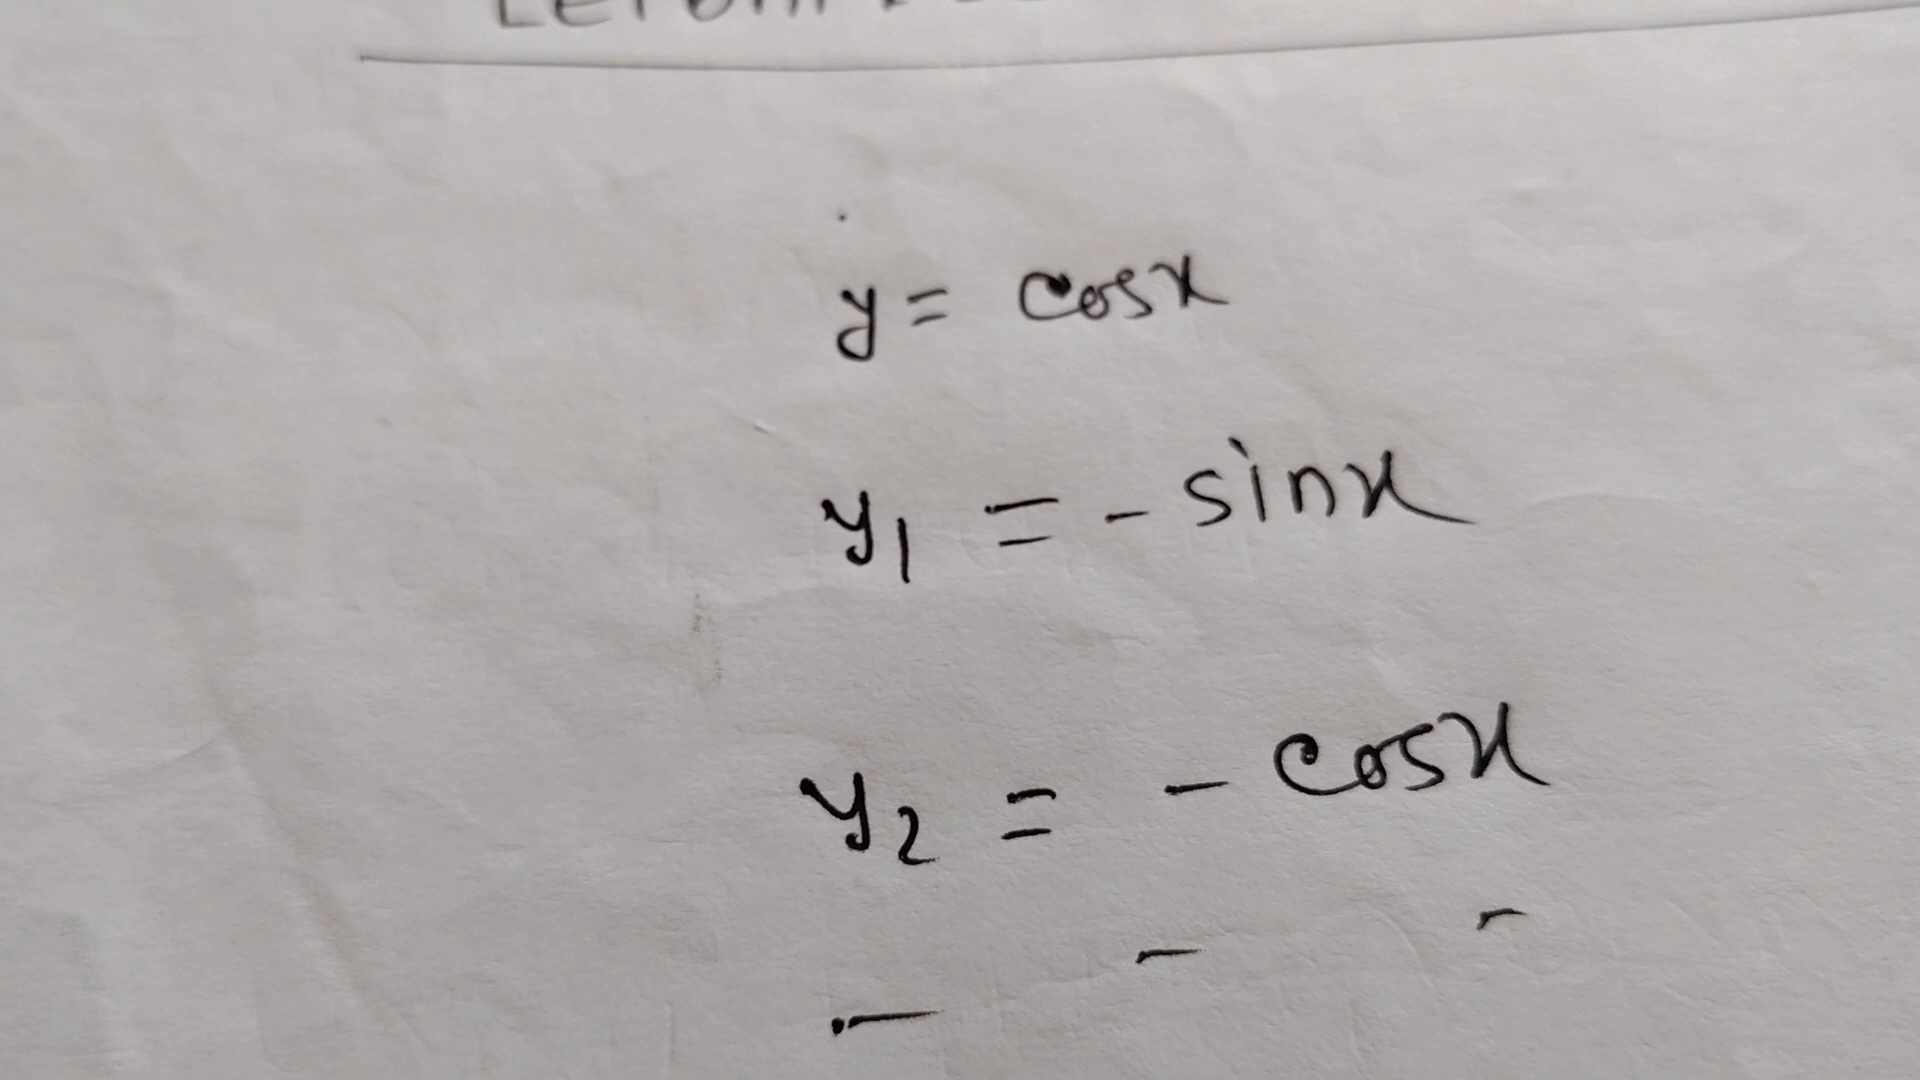 y = cosx
y₁ = - sinx
y₂ = - cosx
- - -